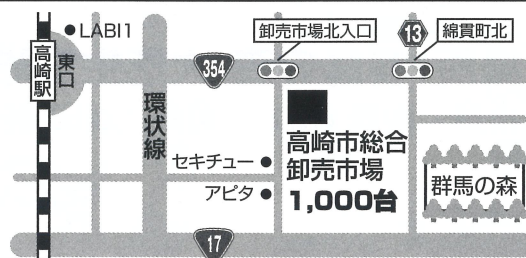 LABI1
卸売市場北入口
13
綿貫町北
高崎駅
東口
354
環状線
高崎市総合
卸売市場
1,000台
セキチュー
アピタ
群馬の森
17